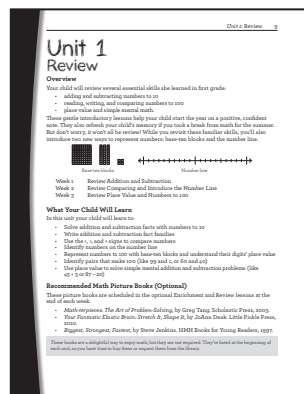 Unit 1: Review 9
Unit 1
Review
Overview
Your child will review several essential skills she learned in first grade:
• adding and subtracting numbers to 10
• reading, writing, and comparing numbers to 100
• place value and simple mental math.
These gentle introductory lessons help your child start the year on a positive, confident
note. They also refresh your child's memory if you took a break from math for the summer.
But don't worry, it won't be all review! While you revisit these familiar skills, you'll also
introduce two new ways to represent numbers: base-ten blocks and the number line.
Base-ten blocks Number line
Week 1 Review Addition and Subtraction
Week 2 Review Comparing and Introduce the Number Line
Week 3 Review Place Value and Numbers to 100
What Your Child Will Learn
In this unit your child will learn to:
• Solve addition and subtraction facts with numbers to 10
• Write addition and subtraction fact families
• Use the <, >, and = signs to compare numbers
• Identify numbers on the number line
• Represent numbers to 100 with base-ten blocks and understand their digits' place value
• Identify pairs that make 100 (like 99 and 1, or 60 and 40)
• Use place value to solve simple mental addition and subtraction problems (like
45 + 3 or 87 − 20)
Recommended Math Picture Books (Optional)
These picture books are scheduled in the optional Enrichment and Review lessons at the
end of each week.
• Math-terpieces: The Art of Problem-Solving, by Greg Tang. Scholastic Press, 2003.
• Your Fantastic Elastic Brain: Stretch It, Shape It, by JoAnn Deak. Little Pickle Press,
2010.
• Biggest, Strongest, Fastest, by Steve Jenkins. HMH Books for Young Readers, 1997.
These books are a delightful way to enjoy math, but they are not required. They're listed at the beginning of
each unit, so you have time to buy them or request them from the library.